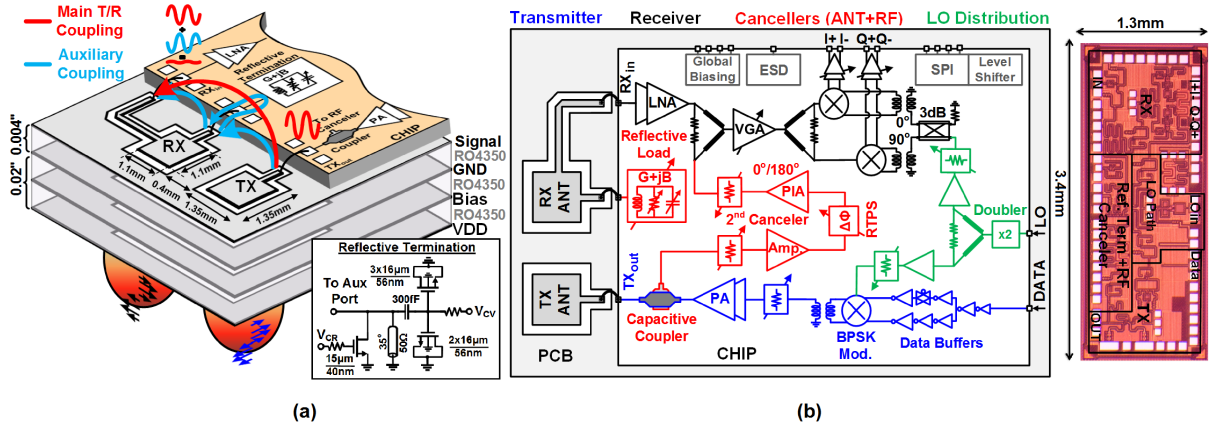 Main T/R
Coupling
Auxiliary
Coupling
LNA
Reflective
Termination
G+jB
RXin
To RF
Canceler
Coupler
PA
CHIP
TXout
RX
TX
1.1mm
1.1mm
0.4mm
1.35mm
1.35mm
0.004"
0.02"
Signal
RO4350
GND
RO4350
Bias
RO4350
VDD
Reflective Termination
3x16µm
56nm
To Aux
Port
300fF
VCV
VCR
15µm
40nm
35°
50Ω
2x16µm
56nm
(a)
Transmitter
Receiver
Cancellers (ANT+RF)
LO Distribution
I+ I- Q+Q-
Global
Biasing
ESD
SPI
Level
Shifter
RXin
LNA
VGA
0°
90°
3dB
Reflective
Load
G+jB
RX
ANT
0°/180°
PIA
2nd Canceler
ΔΦ
RTPS
Amp.
Doubler
x2
LO
TXout
TX
ANT
PA
Capacitive
Coupler
BPSK
Mod.
Data Buffers
DATA
PCB
CHIP
(b)
1.3mm
3.4mm
IN
RX
I+I- Q-Q+
Ref. Term +RF
Canceler
LO Path
LOin
Data
TX
OUT